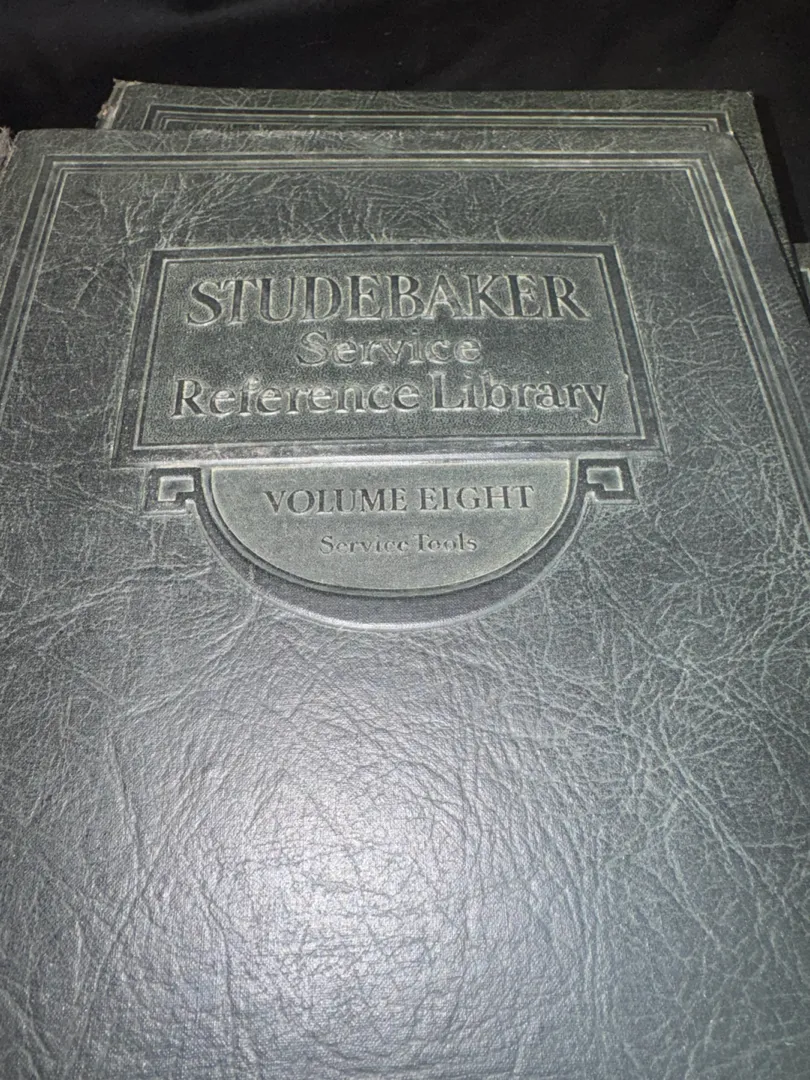 STUDEBAKER
Service
Reference Library
VOLUME EIGHT
Service Tools